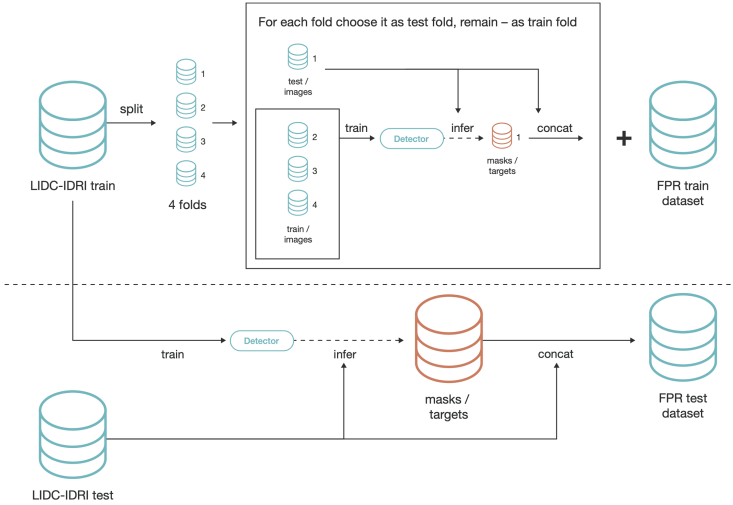 For each fold choose it as test fold, remain – as train fold
1
test /
images
split
1
2
3
4
4 folds
LIDC-IDRI train
2
3
4
train /
images
train
Detector
infer
1
masks /
targets
concat
+
FPR train
dataset
train
Detector
infer
masks /
targets
concat
FPR test
dataset
LIDC-IDRI test